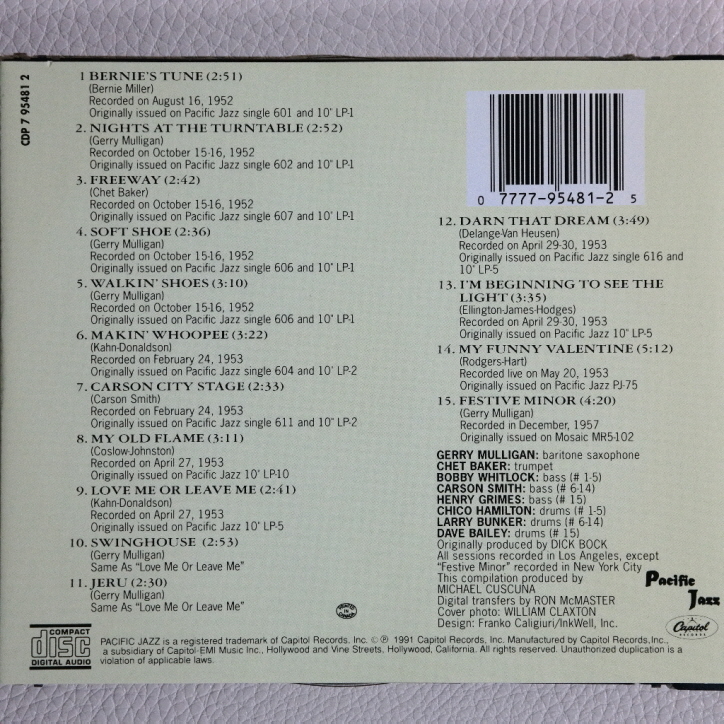 CDP 7 95481 2
1 BERNIE'S TUNE (2:51)
(Bernie Miller)
Recorded on August 16, 1952
Originally issued on Pacific Jazz single 601 and 10" LP-1
2. NIGHTS AT THE TURNTABLE (2:52)
(Gerry Mulligan)
Recorded on October 15-16, 1952
Originally issued on Pacific Jazz single 602 and 10" LP-1
3. FREEWAY (2:42)
(Chet Baker)
Recorded on October 15-16, 1952
Originally issued on Pacific Jazz single 607 and 10" LP-1
4. SOFT SHOE (2:36)
(Gerry Mulligan)
Recorded on October 15-16, 1952
Originally issued on Pacific Jazz single 606 and 10" LP-1
5. WALKIN' SHOES (3:10)
(Gerry Mulligan)
Recorded on October 15-16, 1952
Originally issued on Pacific Jazz single 606 and 10" LP-1
6. MAKIN' WHOOPEE (3:22)
(Kahn-Donaldson)
Recorded on February 24, 1953
Originally issued on Pacific Jazz single 604 and 10" LP-2
7. CARSON CITY STAGE (2:33)
(Carson Smith)
Recorded on February 24, 1953
Originally issued on Pacific Jazz single 611 and 10" LP-2
8. MY OLD FLAME (3:11)
(Coslow-Johnston)
Recorded on April 27, 1953
Originally issued on Pacific Jazz 10" LP-10
9. LOVE ME OR LEAVE ME (2:41)
(Kahn-Donaldson)
Recorded on April 27, 1953
Originally issued on Pacific Jazz 10" LP-5
10. SWINGHOUSE (2:53)
(Gerry Mulligan)
Same As "Love Me Or Leave Me"
11. JERU (2:30)
(Gerry Mulligan)
Same As "Love Me Or Leave Me"
0 7777-95481-2 5
12. DARN THAT DREAM (3:49)
(Delange-Van Heusen)
Recorded on April 29-30, 1953
Originally issued on Pacific Jazz single 616 and
10" LP-5
13. I'M BEGINNING TO SEE THE
LIGHT (3:35)
(Ellington-James-Hodges)
Recorded on April 29-30, 1953
Originally issued on Pacific Jazz 10" LP-5
14. MY FUNNY VALENTINE (5:12)
(Rodgers-Hart)
Recorded live on May 20, 1953
Originally issued on Pacific Jazz PJ-75
15. FESTIVE MINOR (4:20)
(Gerry Mulligan)
Recorded in December, 1957
Originally issued on Mosaic MR5-102
GERRY MULLIGAN: baritone saxophone
CHET BAKER: trumpet
BOBBY WHITLOCK: bass (# 1-5)
CARSON SMITH: bass (# 6-14)
HENRY GRIMES: bass (# 15)
CHICO HAMILTON: drums (# 1-5)
LARRY BUNKER: drums (# 6-14)
DAVE BAILEY: drums (# 15)
Originally produced by DICK BOCK
All sessions recorded in Los Angeles, except
"Festive Minor" recorded in New York City
This compilation produced by
MICHAEL CUSCUNA
Digital transfers by RON McMASTER
Cover photo: WILLIAM CLAXTON
Design: Franko Caligiuri/InkWell, Inc.
Pacific
Jazz
Capitol
RECORDS
COMPACT
disc
DIGITAL AUDIO
PACIFIC JAZZ is a registered trademark of Capitol Records, Inc. © ℗ 1991 Capitol Records, Inc. Manufactured by Capitol Records, Inc.,
a subsidiary of Capitol-EMI Music Inc., Hollywood and Vine Streets, Hollywood, California. All rights reserved. Unauthorized duplication is a
violation of applicable laws.